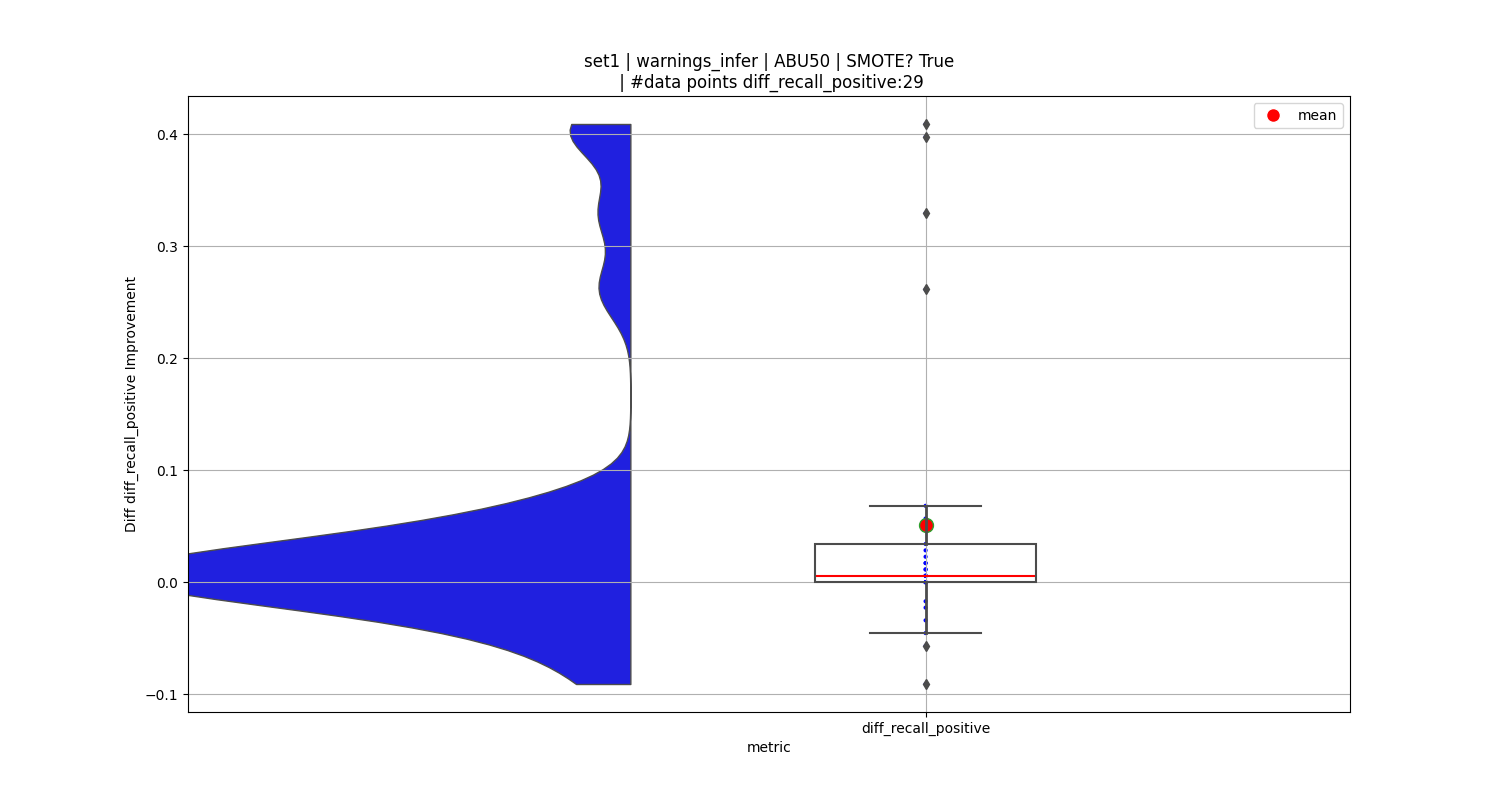 set1 | warnings_infer | ABU50 | SMOTE? True
| #data points diff_recall_positive:29
mean
0.4
0.3
0.2
0.1
0.0
−0.1
Diff diff_recall_positive Improvement
diff_recall_positive
metric